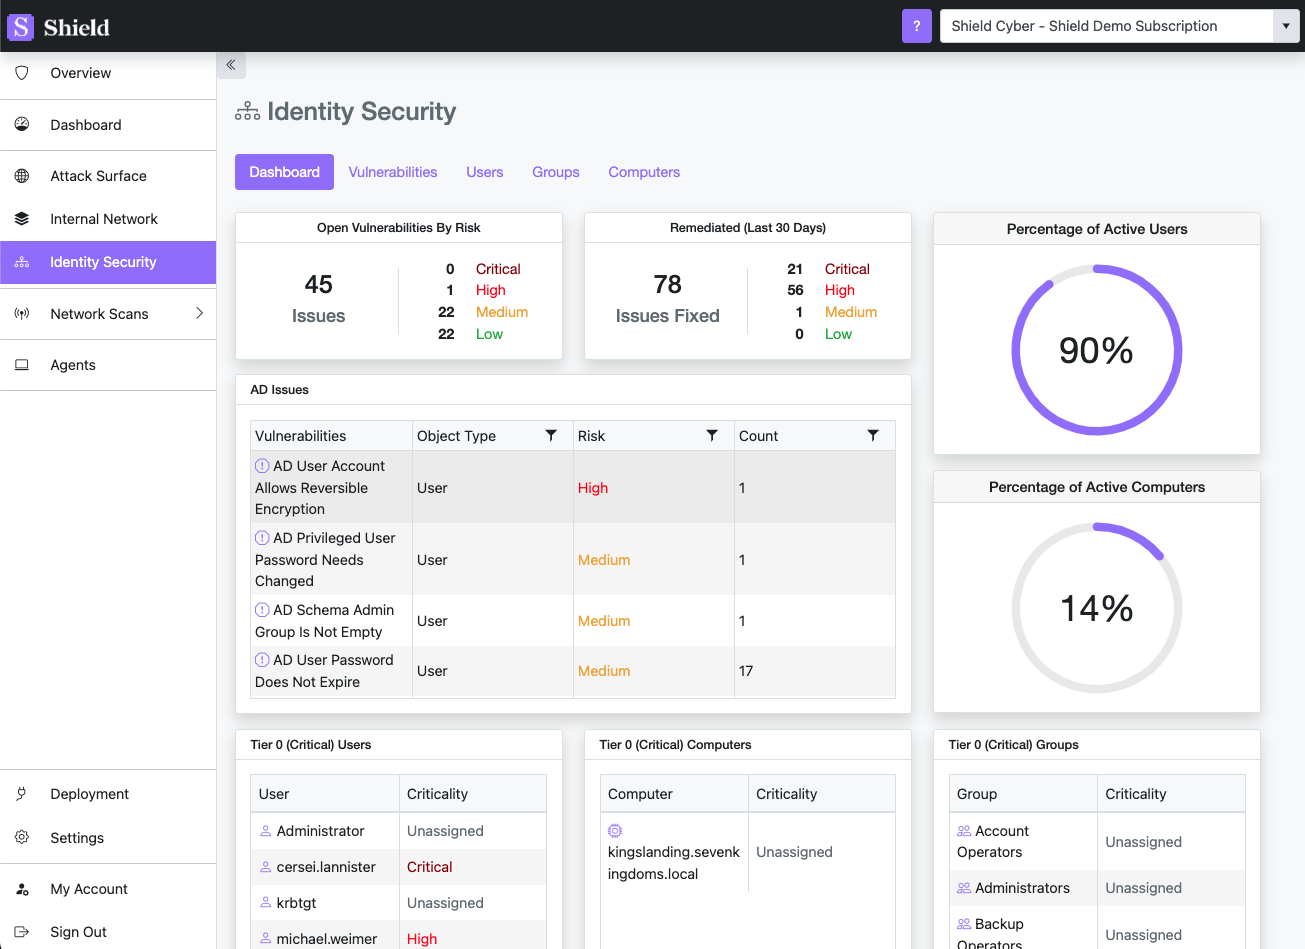 S Shield
?
Shield Cyber - Shield Demo Subscription
Overview
Dashboard
Attack Surface
Internal Network
Identity Security
Network Scans
Agents
Deployment
Settings
My Account
Sign Out
Identity Security
Dashboard Vulnerabilities Users Groups Computers
Open Vulnerabilities By Risk
45
Issues
0 Critical
1 High
22 Medium
22 Low
Remediated (Last 30 Days)
78
Issues Fixed
21 Critical
56 High
1 Medium
0 Low
Percentage of Active Users
90%
AD Issues
Vulnerabilities Object Type Risk Count
AD User Account
Allows Reversible
Encryption
User High 1
AD Privileged User
Password Needs
Changed
User Medium 1
AD Schema Admin
Group Is Not Empty
User Medium 1
AD User Password
Does Not Expire
User Medium 17
Percentage of Active Computers
14%
Tier 0 (Critical) Users
User Criticality
Administrator Unassigned
cersei.lannister Critical
krbtgt Unassigned
michael.weimer High
Tier 0 (Critical) Computers
Computer Criticality
kingslanding.sevenk
ingdoms.local
Unassigned
Tier 0 (Critical) Groups
Group Criticality
Account
Operators
Unassigned
Administrators Unassigned
Backup
Operators
Unassigned